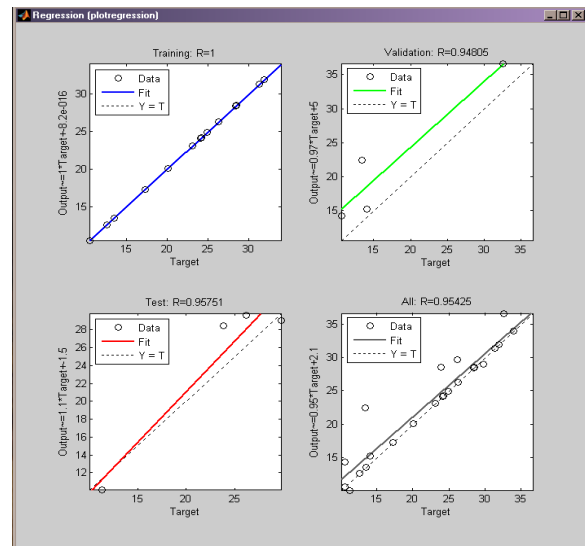 Regression (plotregression)
Training: R=1
Data
Fit
Y = T
30
25
20
15
15
20
25
30
Output~=1*Target+-8.2e-016
Target
Validation: R=0.94805
Data
Fit
Y = T
35
30
25
20
15
15
20
25
30
35
Output~=0.97*Target+5
Target
Test: R=0.95751
Data
Fit
Y = T
28
26
24
22
20
18
16
14
12
15
20
25
Output~=1.1*Target+-1.5
Target
All: R=0.95425
Data
Fit
Y = T
35
30
25
20
15
15
20
25
30
35
Output~=0.95*Target+2.1
Target